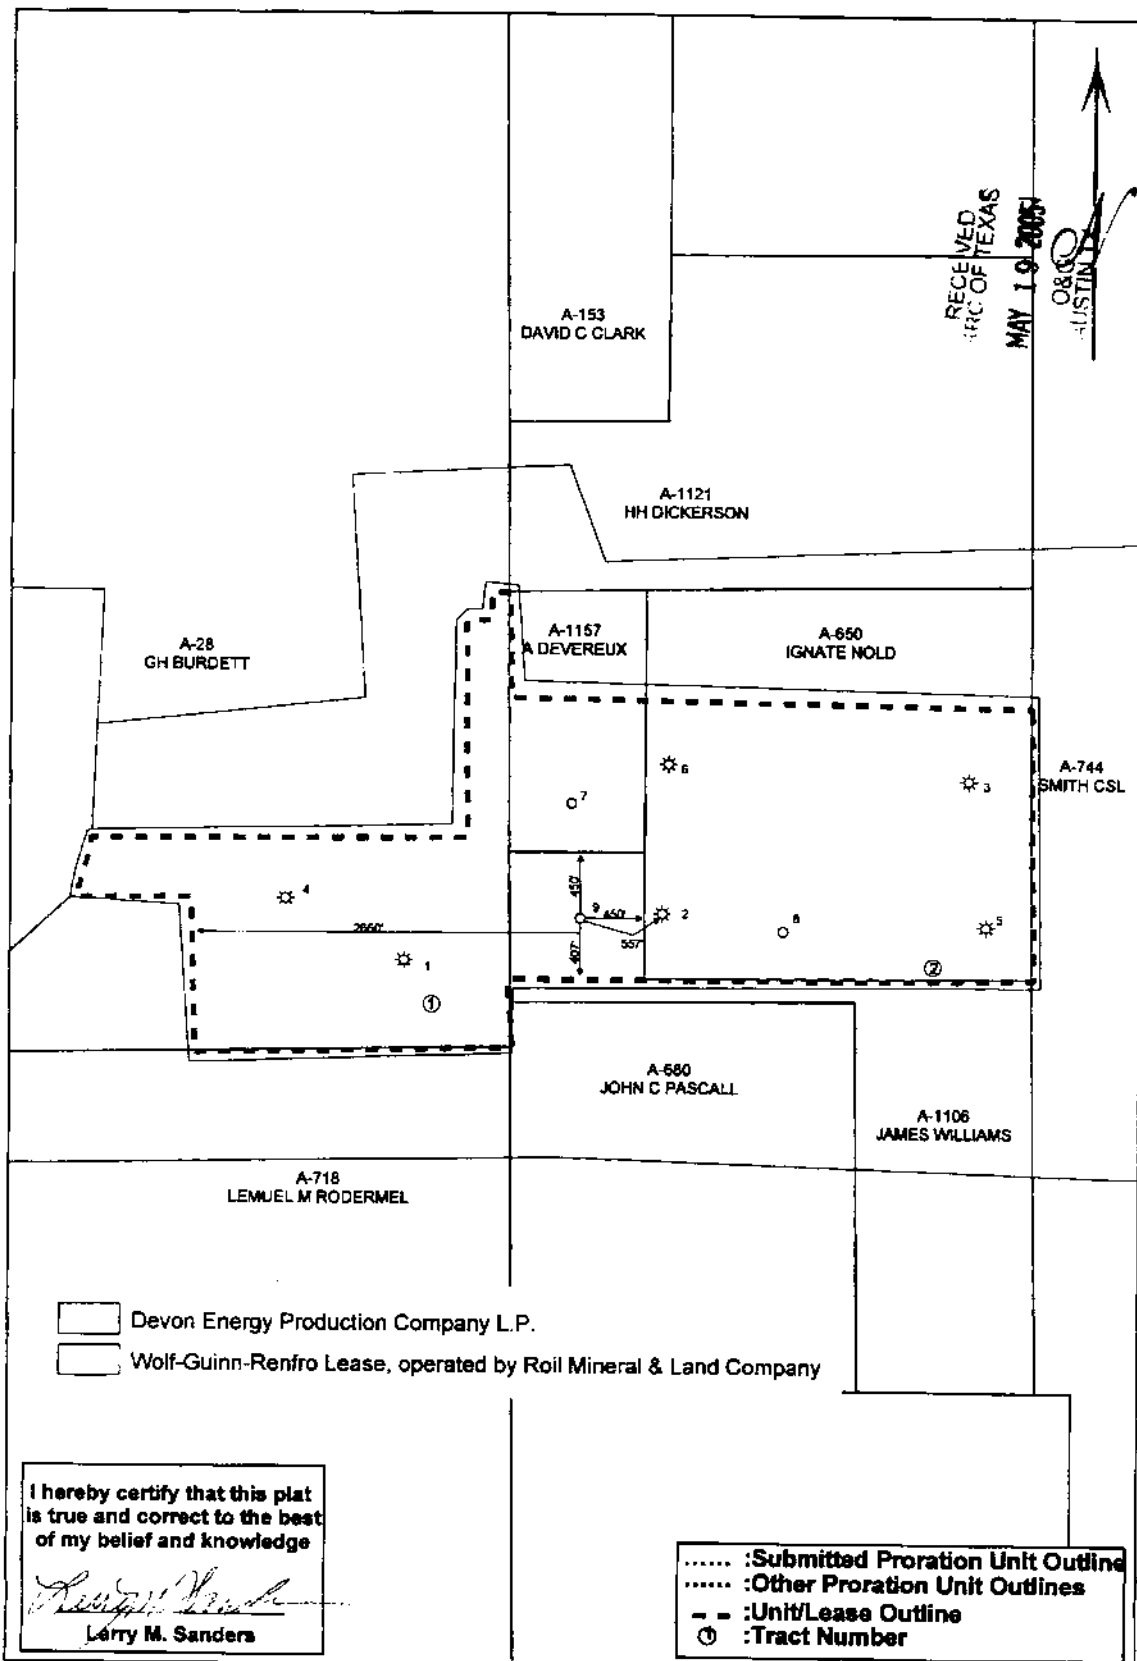 RECEIVED
RRC OF TEXAS
MAY 19 2005
O&G
AUSTIN TX
A-153
DAVID C CLARK
A-1121
HH DICKERSON
A-28
GH BURDETT
A-1157
A DEVEREUX
A-650
IGNATE NOLD
A-744
SMITH CSL
6
3
7
4
450'
9
450'
2
8
5
2650'
557'
407'
1
2
1
A-680
JOHN C PASCALL
A-1106
JAMES WILLIAMS
A-718
LEMUEL M RODERMEL
Devon Energy Production Company L.P.
Wolf-Guinn-Renfro Lease, operated by Roil Mineral & Land Company
I hereby certify that this plat
is true and correct to the best
of my belief and knowledge
Larry M. Sanders
:Submitted Proration Unit Outline
:Other Proration Unit Outlines
:Unit/Lease Outline
:Tract Number